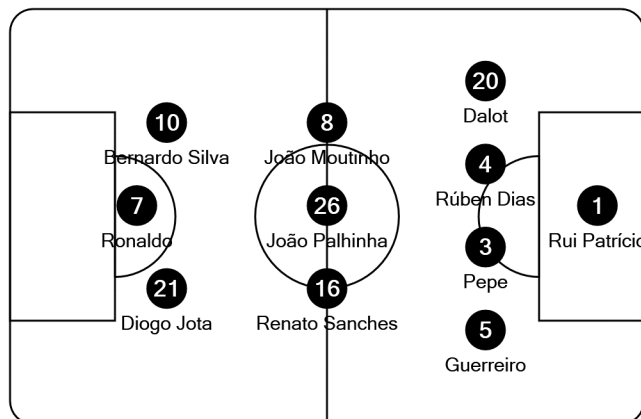 20
Dalot
10
Bernardo Silva
8
João Moutinho
4
Rúben Dias
7
Ronaldo
26
João Palhinha
1
Rui Patrício
3
Pepe
21
Diogo Jota
16
Renato Sanches
5
Guerreiro